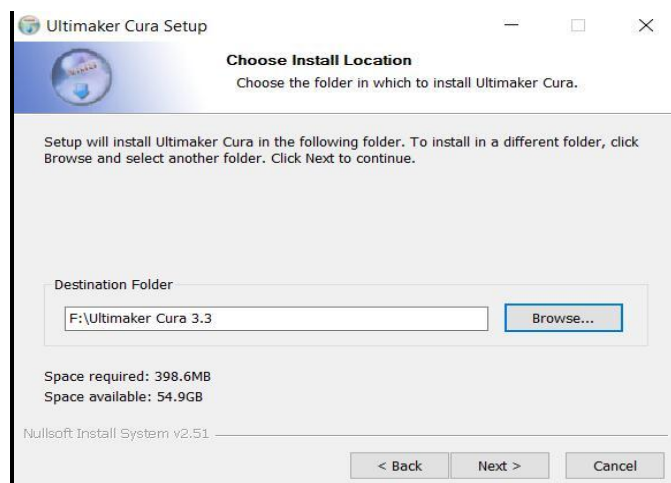 Ultimaker Cura Setup
Choose Install Location
Choose the folder in which to install Ultimaker Cura.
Setup will install Ultimaker Cura in the following folder. To install in a different folder, click
Browse and select another folder. Click Next to continue.
Destination Folder
F:\Ultimaker Cura 3.3
Browse...
Space required: 398.6MB
Space available: 54.9GB
Nullsoft Install System v2.51
< Back
Next >
Cancel